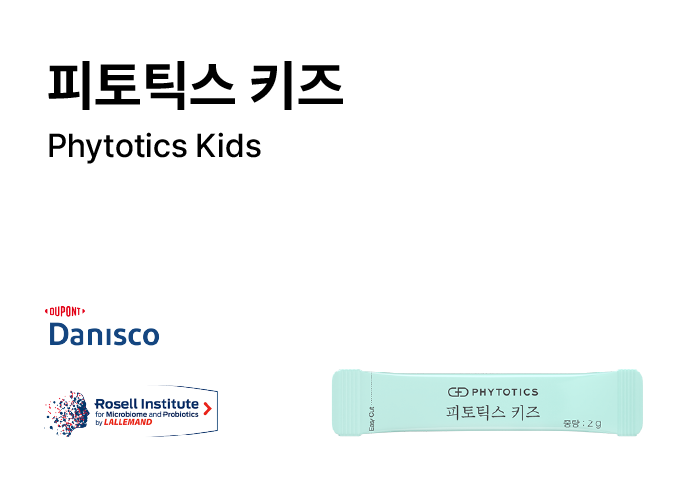 피토틱스 키즈
Phytotics Kids
DUPONT
Danisco
Rosell Institute
for Microbiome and Probiotics
by LALLEMAND
PHYTOTICS
피토틱스 키즈
Easy Cut
중량 : 2 g